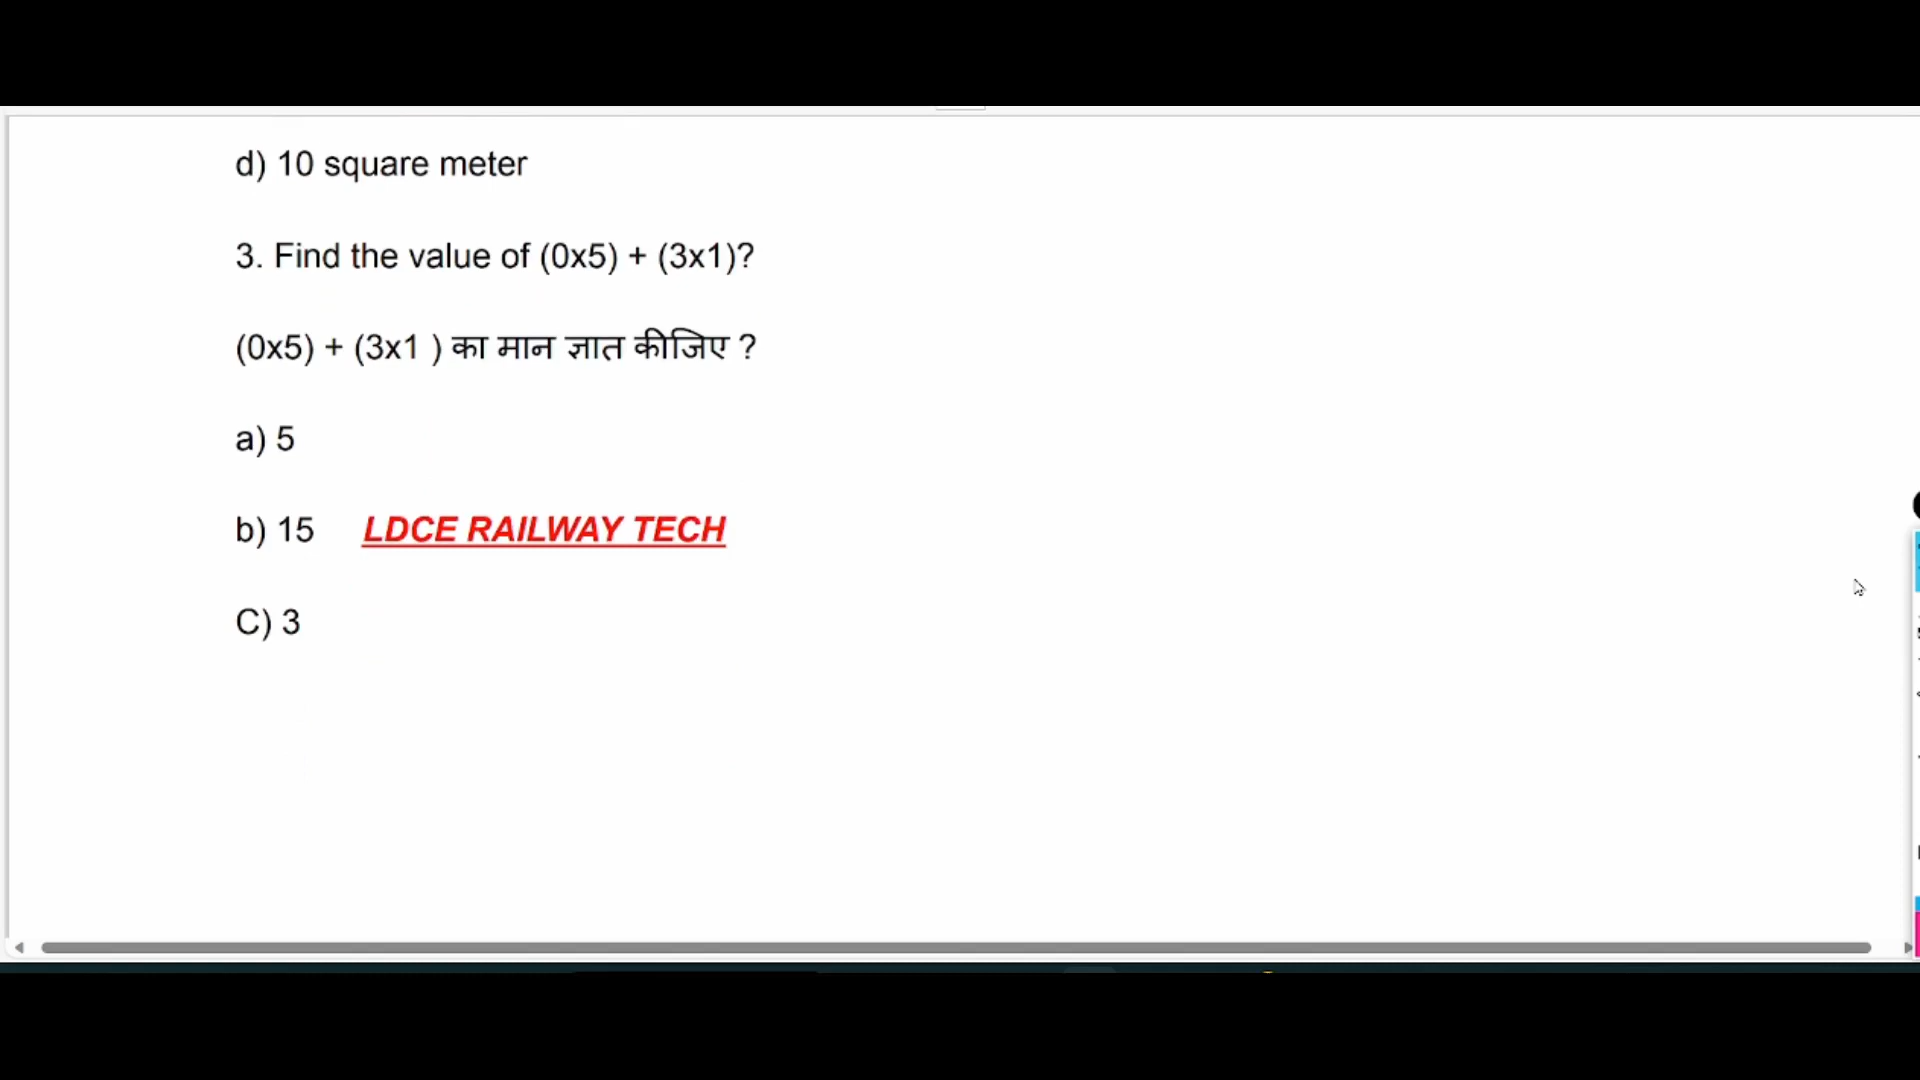 d) 10 square meter
3. Find the value of (0x5) + (3x1)?
(0x5) + (3x1 ) का मान ज्ञात कीजिए ?
a) 5
b) 15 LDCE RAILWAY TECH
C) 3